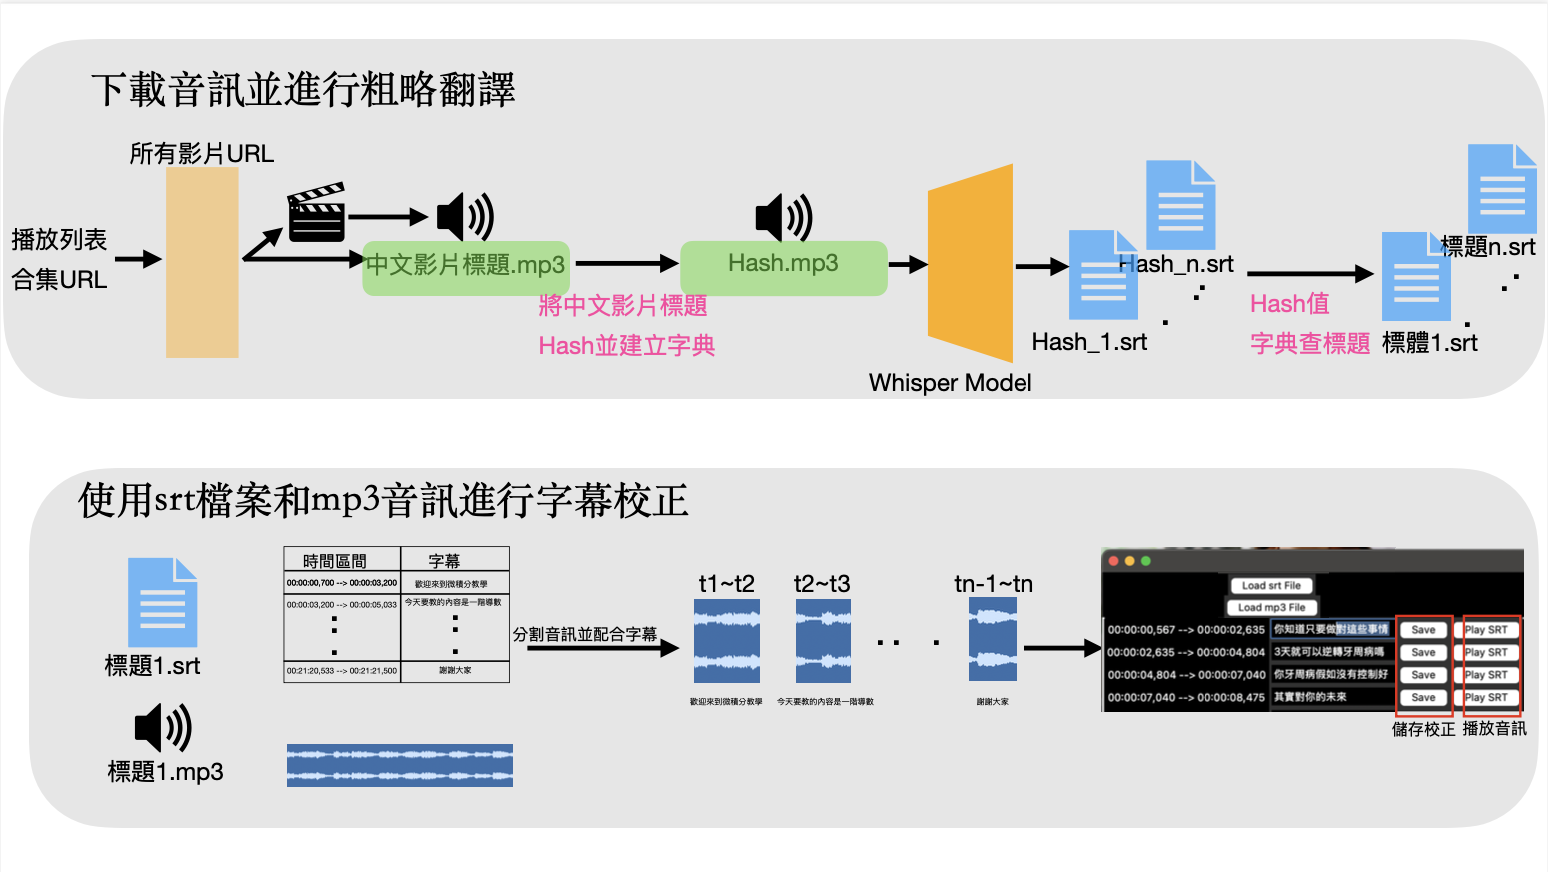 下載音訊並進行粗略翻譯
所有影片URL
播放列表
合集URL
中文影片標題.mp3
將中文影片標題
Hash並建立字典
Hash.mp3
Whisper Model
Hash_n.srt
Hash_1.srt
Hash值
字典查標題
標題n.srt
標體1.srt
使用srt檔案和mp3音訊進行字幕校正
標題1.srt
標題1.mp3
時間區間 字幕
00:00:00,700 --> 00:00:03,200 歡迎來到微積分教學
00:00:03,200 --> 00:00:05,033 今天要教的內容是一階導數
00:21:20,533 --> 00:21:21,500 謝謝大家
分割音訊並配合字幕
t1~t2
t2~t3
tn-1~tn
歡迎來到微積分教學
今天要教的內容是一階導數
謝謝大家
Load srt File
Load mp3 File
00:00:00,567 --> 00:00:02,635 你知道只要做對這些事情 Save Play SRT
00:00:02,635 --> 00:00:04,804 3天就可以逆轉牙周病嗎 Save Play SRT
00:00:04,804 --> 00:00:07,040 你牙周病假如沒有控制好 Save Play SRT
00:00:07,040 --> 00:00:08,475 其實對你的未來 Save Play SRT
儲存校正
播放音訊